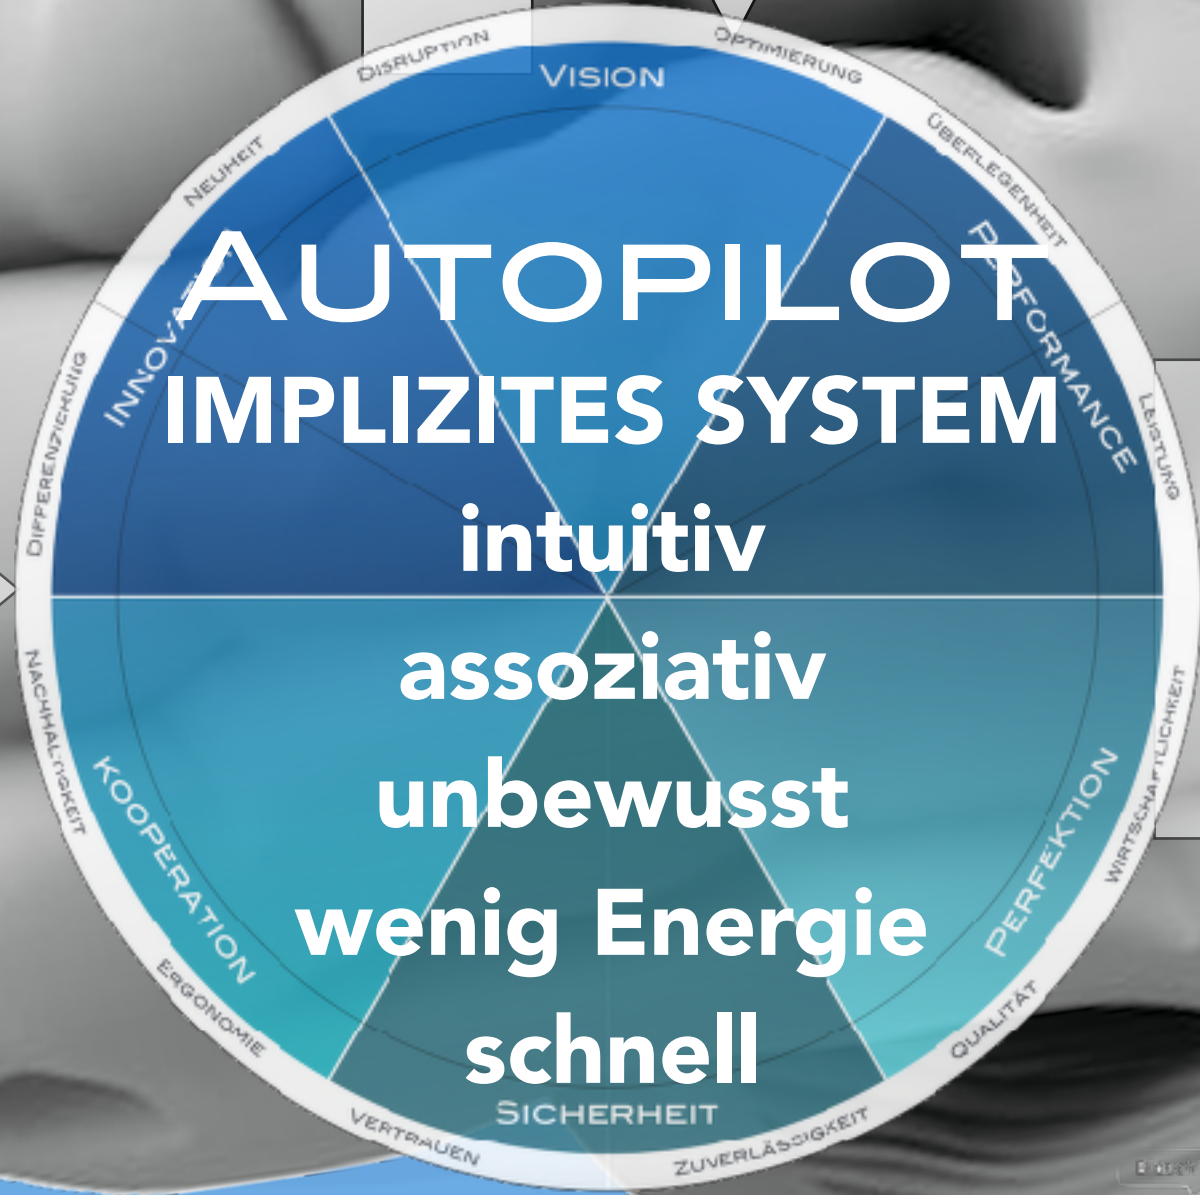 DISRUPTION
OPTIMIERUNG
VISION
NEUHEIT
ÜBERLEGENHEIT
AUTOPILOT
INNOVATION
PERFORMANCE
IMPLIZITES SYSTEM
DIFFERENZIERUNG
LEISTUNG
intuitiv
assoziativ
NACHHALTIGKEIT
WIRTSCHAFTLICHKEIT
unbewusst
KOOPERATION
PERFEKTION
wenig Energie
ERGONOMIE
QUALITÄT
schnell
SICHERHEIT
VERTRAUEN
ZUVERLÄSSIGKEIT